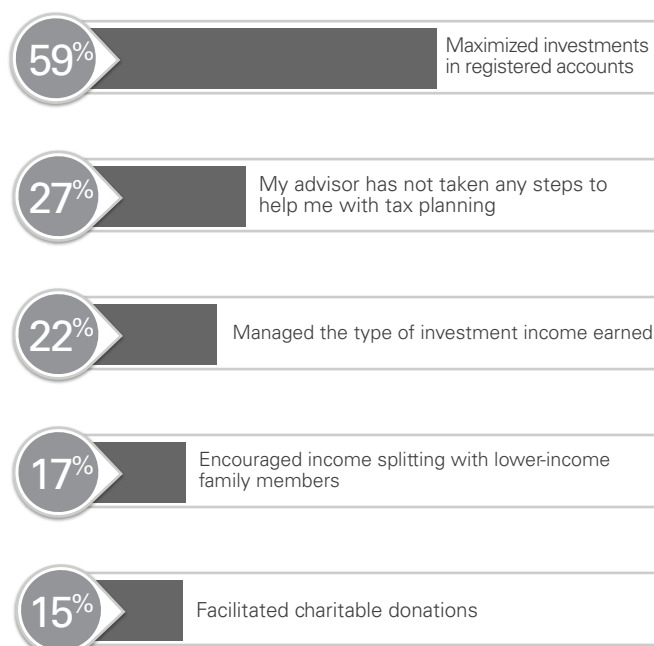 59%
Maximized investments
in registered accounts
27%
My advisor has not taken any steps to
help me with tax planning
22%
Managed the type of investment income earned
17%
Encouraged income splitting with lower-income
family members
15%
Facilitated charitable donations